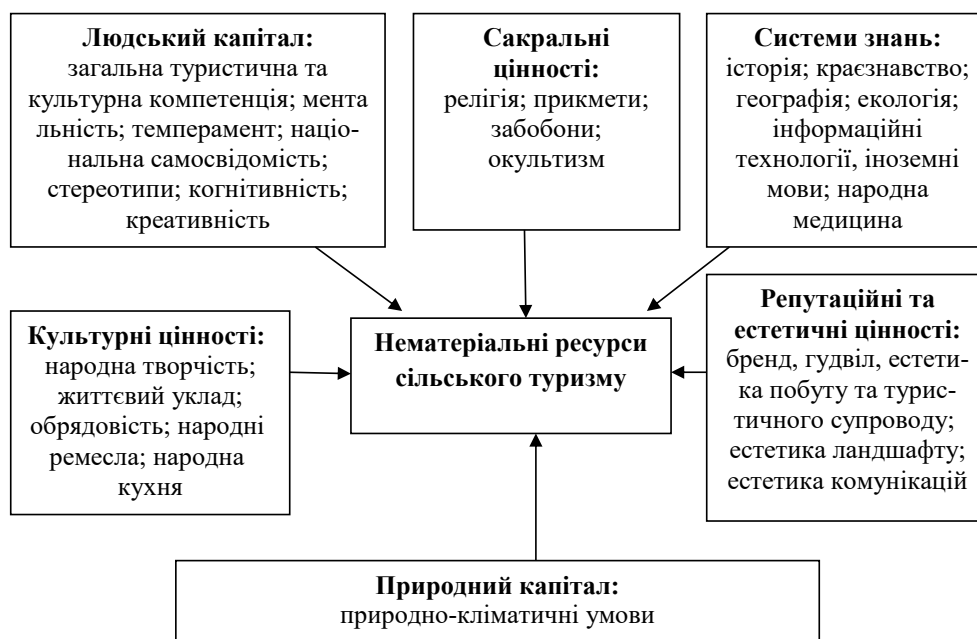 Людський капітал:
загальна туристична та
культурна компетенція; мента
льність; темперамент; націо-
нальна самосвідомість;
стереотипи; когнітивність;
креативність
Сакральні
цінності:
релігія; прикмети;
забобони;
окультизм
Системи знань:
історія; краєзнавство;
географія; екологія;
інформаційні
технології, іноземні
мови; народна
медицина
Культурні цінності:
народна творчість;
життєвий уклад;
обрядовість; народні
ремесла; народна
кухня
Нематеріальні ресурси
сільського туризму
Репутаційні та
естетичні цінності:
бренд, гудвіл, естети-
ка побуту та турис-
тичного супроводу;
естетика ландшафту;
естетика комунікацій
Природний капітал:
природно-кліматичні умови